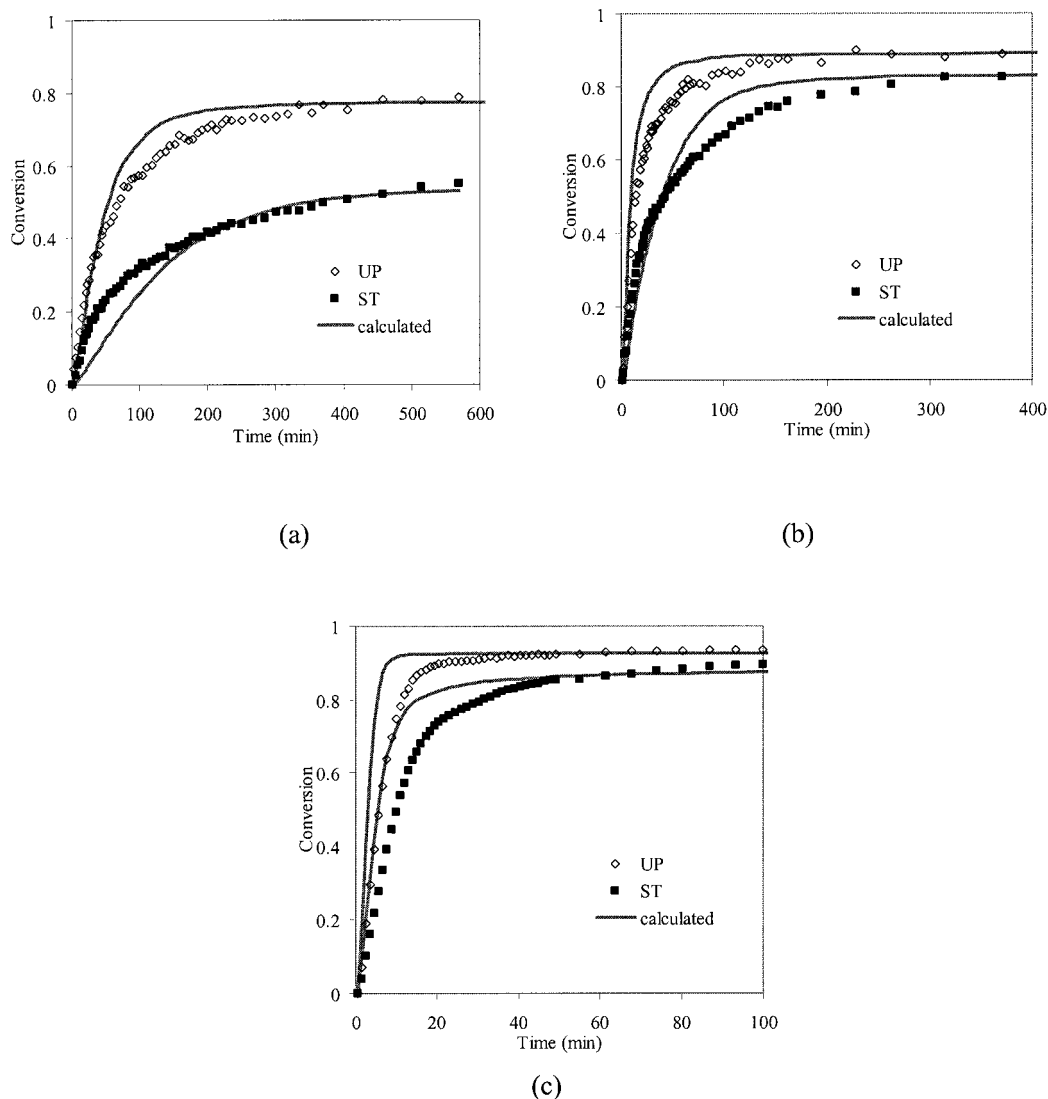 1
0.8
0.6
0.4
0.2
0
Conversion
0 100 200 300 400 500 600
Time (min)
UP
ST
calculated
(a)
1
0.8
0.6
0.4
0.2
0
Conversion
0 100 200 300 400
Time (min)
UP
ST
calculated
(b)
1
0.8
0.6
0.4
0.2
0
Conversion
0 20 40 60 80 100
Time (min)
UP
ST
calculated
(c)